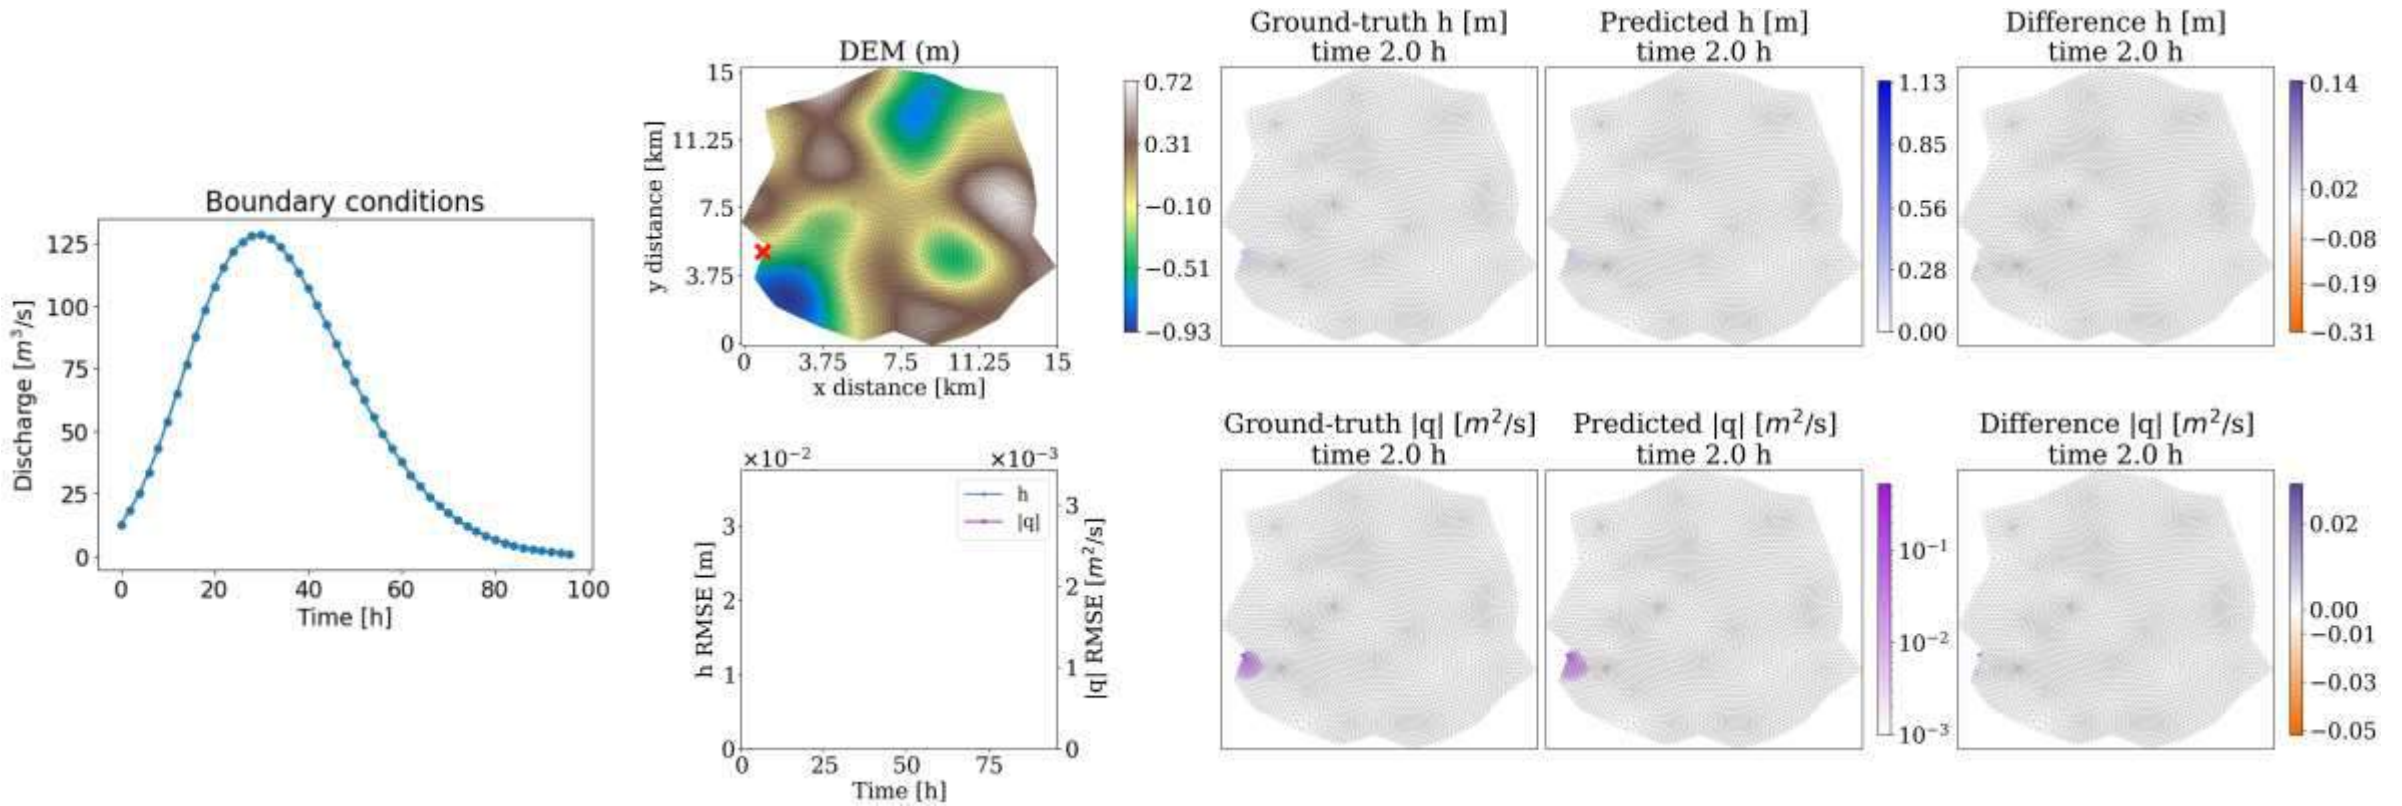 Boundary conditions
Discharge [m³/s]
125
100
75
50
25
0
0 20 40 60 80 100
Time [h]
DEM (m)
y distance [km]
15
11.25
7.5
3.75
0
0 3.75 7.5 11.25 15
x distance [km]
0.72
0.31
−0.10
−0.51
−0.93
Ground-truth h [m]
time 2.0 h
Predicted h [m]
time 2.0 h
1.13
0.85
0.56
0.28
0.00
Difference h [m]
time 2.0 h
0.14
0.02
−0.08
−0.19
−0.31
×10⁻² ×10⁻³
h RMSE [m]
3
2
1
0
h
|q|
3
2
1
0
|q| RMSE [m²/s]
0 25 50 75
Time [h]
Ground-truth |q| [m²/s]
time 2.0 h
Predicted |q| [m²/s]
time 2.0 h
10⁻¹
10⁻²
10⁻³
Difference |q| [m²/s]
time 2.0 h
0.02
0.00
−0.01
−0.03
−0.05